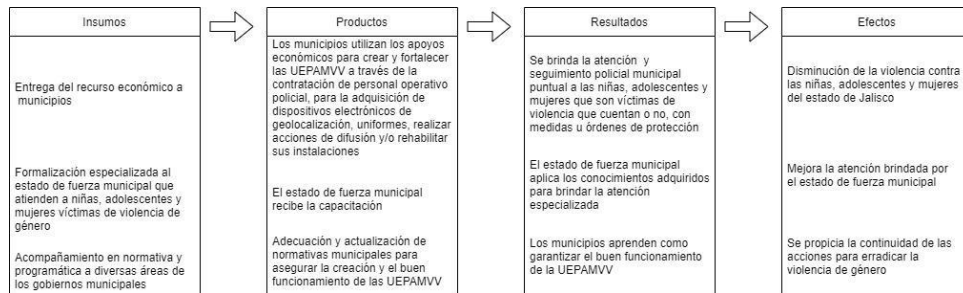 Insumos
Entrega del recurso económico a
municipios
Formalización especializada al
estado de fuerza municipal que
atienden a niñas, adolescentes y
mujeres víctimas de violencia de
género
Acompañamiento en normativa y
programática a diversas áreas de
los gobiernos municipales
Productos
Los municipios utilizan los apoyos
económicos para crear y fortalecer
las UEPAMVV a través de la
contratación de personal operativo
policial, para la adquisición de
dispositivos electrónicos de
geolocalización, uniformes, realizar
acciones de difusión y/o rehabilitar
sus instalaciones
El estado de fuerza municipal
recibe la capacitación
Adecuación y actualización de
normativas municipales para
asegurar la creación y el buen
funcionamiento de las UEPAMVV
Resultados
Se brinda la atención y
seguimiento policial municipal
puntual a las niñas, adolescentes y
mujeres que son víctimas de
violencia que cuentan o no, con
medidas u órdenes de protección
El estado de fuerza municipal
aplica los conocimientos adquiridos
para brindar la atención
especializada
Los municipios aprenden como
garantizar el buen funcionamiento
de la UEPAMVV
Efectos
Disminución de la violencia contra
las niñas, adolescentes y mujeres
del estado de Jalisco
Mejora la atención brindada por
el estado de fuerza municipal
Se propicia la continuidad de las
acciones para erradicar la
violencia de género